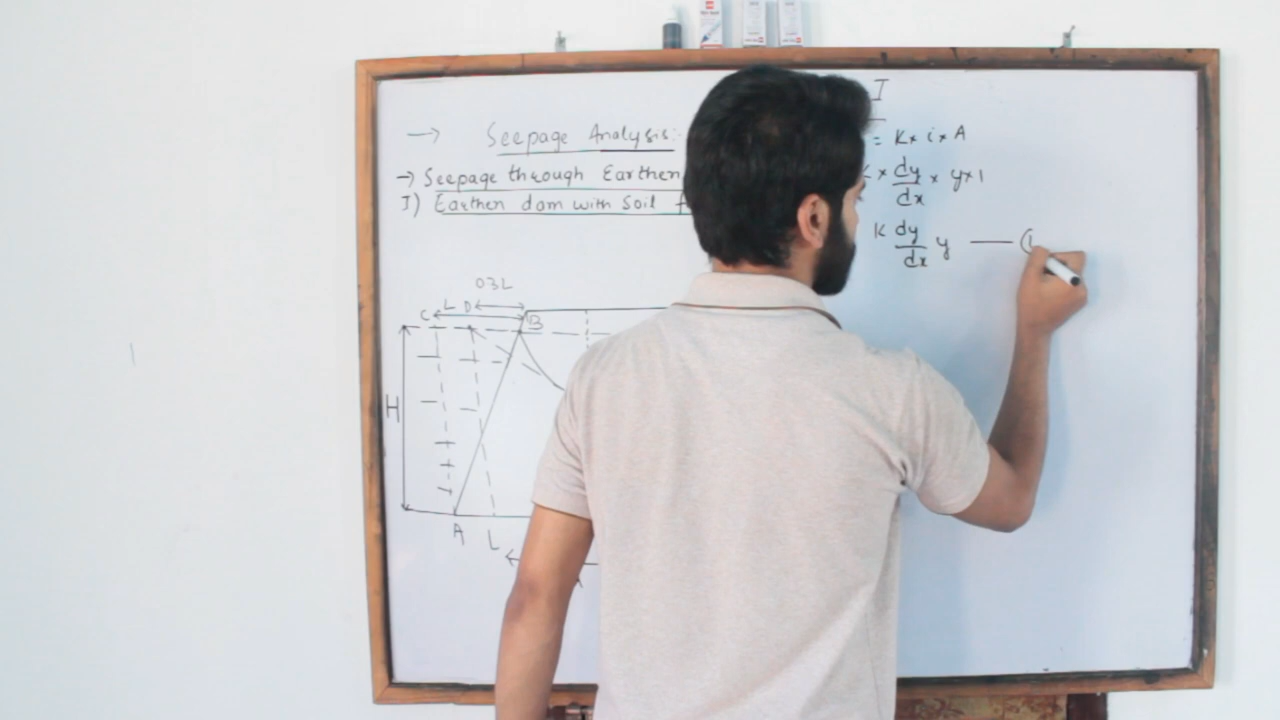 → Seepage Analysis:
→ Seepage through Earthen
I) Earthen dam with Soil
I
= K × i × A
× dy/dx × y × 1
K dy/dx y — (1
0.3L
C L D
B
H
A L